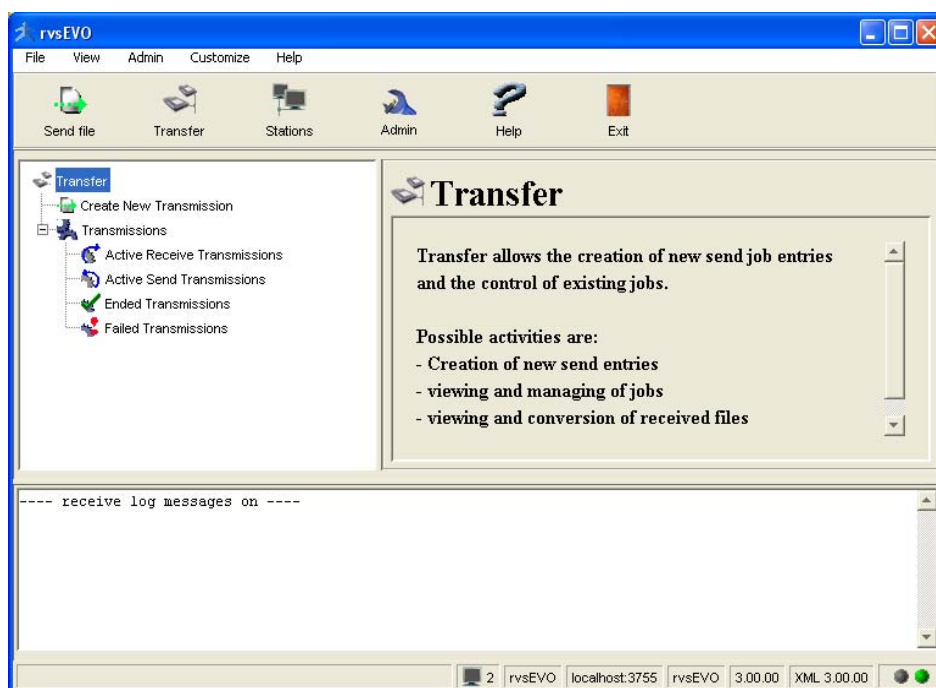 rvsEVO
File View Admin Customize Help
Send file Transfer Stations Admin Help Exit
Transfer
Create New Transmission
Transmissions
Active Receive Transmissions
Active Send Transmissions
Ended Transmissions
Failed Transmissions
Transfer
Transfer allows the creation of new send job entries
and the control of existing jobs.
Possible activities are:
- Creation of new send entries
- viewing and managing of jobs
- viewing and conversion of received files
---- receive log messages on ----
2 rvsEVO localhost:3755 rvsEVO 3.00.00 XML 3.00.00